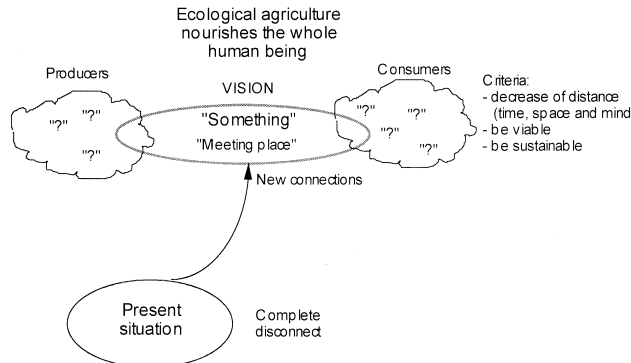 Ecological agriculture
nourishes the whole
human being
Producers
VISION
Consumers
"?"
"?"
"?"
"Something"
"Meeting place"
"?"
"?"
"?"
"?"
Criteria:
- decrease of distance
(time, space and mind
- be viable
- be sustainable
New connections
Present
situation
Complete
disconnect